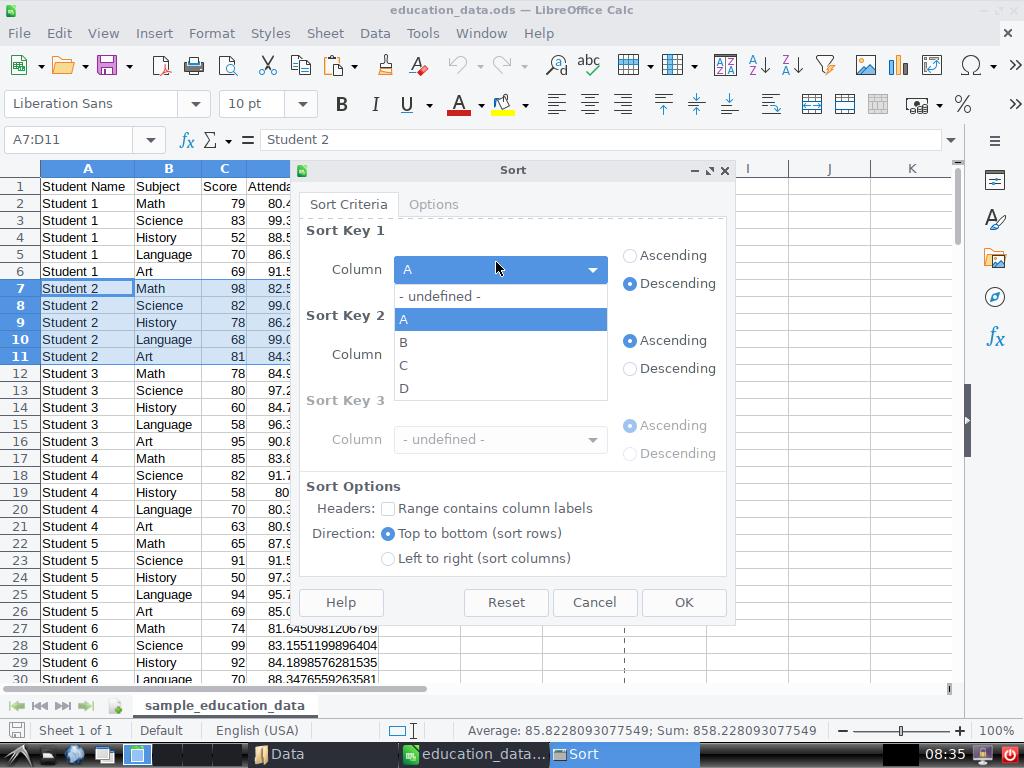 education_data.ods — LibreOffice Calc
File Edit View Insert Format Styles Sheet Data Tools Window Help
Liberation Sans 10 pt
A7:D11 Student 2
A B C I J K
1 Student Name Subject Score Attenda
2 Student 1 Math 79 80.4
3 Student 1 Science 83 99.3
4 Student 1 History 52 88.5
5 Student 1 Language 70 86.9
6 Student 1 Art 69 91.5
7 Student 2 Math 98 82.5
8 Student 2 Science 82 99.0
9 Student 2 History 78 86.2
10 Student 2 Language 68 99.0
11 Student 2 Art 81 84.3
12 Student 3 Math 78 84.9
13 Student 3 Science 80 97.2
14 Student 3 History 60 84.7
15 Student 3 Language 58 96.3
16 Student 3 Art 95 90.8
17 Student 4 Math 85 83.8
18 Student 4 Science 82 91.7
19 Student 4 History 58 80
20 Student 4 Language 70 80.3
21 Student 4 Art 63 80.9
22 Student 5 Math 65 87.9
23 Student 5 Science 91 91.5
24 Student 5 History 50 97.3
25 Student 5 Language 94 95.7
26 Student 5 Art 69 85.0
27 Student 6 Math 74 81.6450981206769
28 Student 6 Science 99 83.1551199896404
29 Student 6 History 92 84.1898576281535
30 Student 6 Language 70 88.3476559263581
Sort
Sort Criteria Options
Sort Key 1
Column A
Ascending
Descending
- undefined -
A
B
C
D
Sort Key 2
Column
Ascending
Descending
Sort Key 3
Column - undefined -
Ascending
Descending
Sort Options
Headers: Range contains column labels
Direction: Top to bottom (sort rows)
Left to right (sort columns)
Help Reset Cancel OK
sample_education_data
Sheet 1 of 1 Default English (USA) Average: 85.8228093077549; Sum: 858.228093077549 100%
Data education_data... Sort 08:35